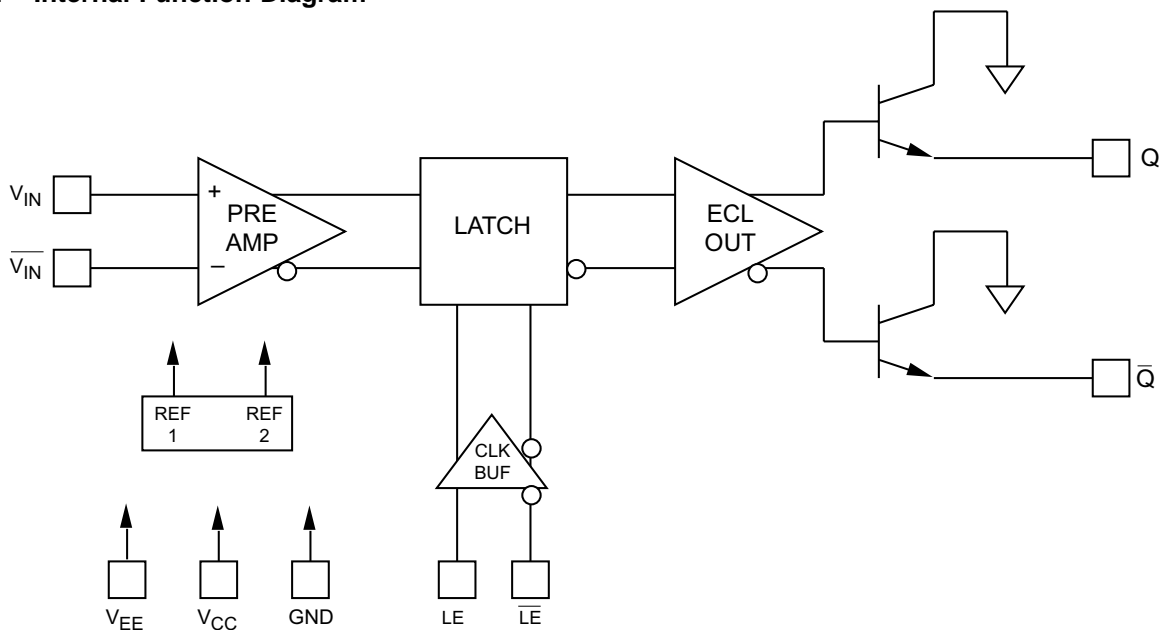 Internal Function Diagram
V_IN
V̅_I̅N̅
+
PRE
AMP
–
LATCH
ECL
OUT
Q
Q̅
REF
1
REF
2
CLK
BUF
V_EE
V_CC
GND
LE
L̅E̅